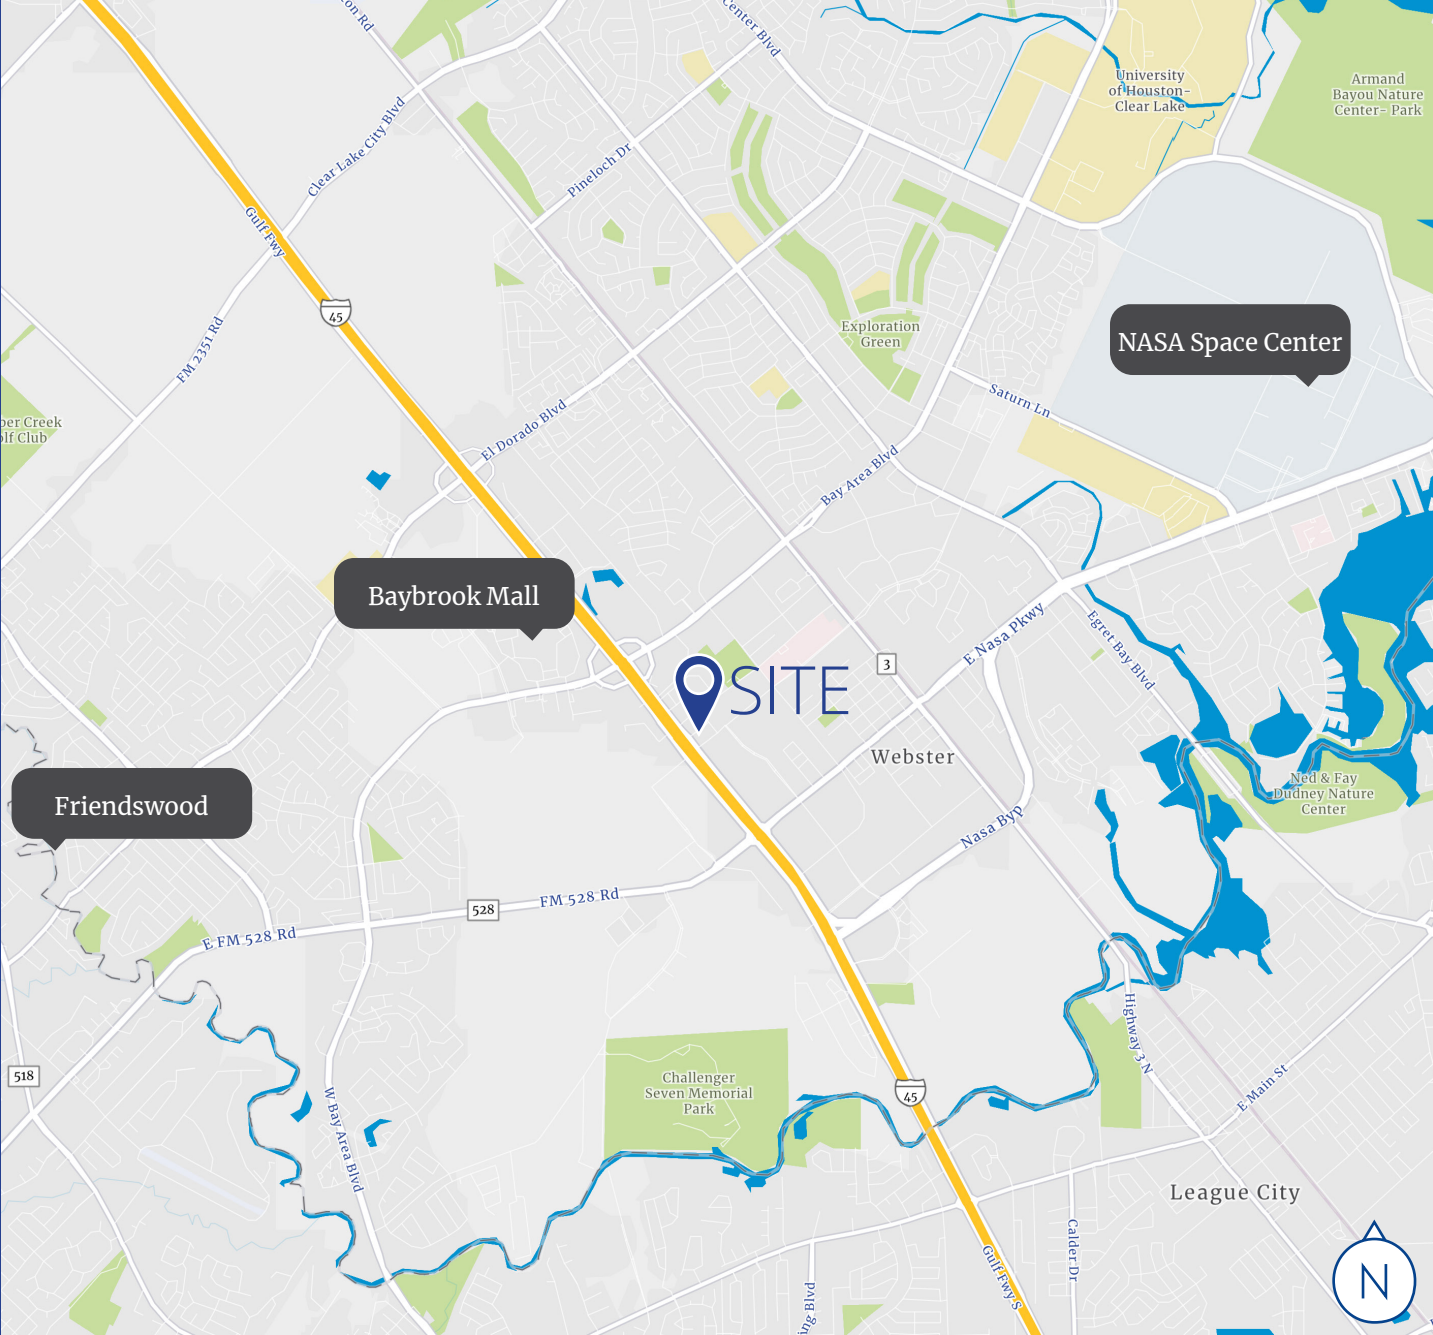 Center Blvd
University
of Houston-
Clear Lake
Armand
Bayou Nature
Center- Park
Clear Lake City Blvd
Pineloch Dr
Gulf Fwy
45
FM 2351 Rd
Exploration
Green
NASA Space Center
Saturn Ln
El Dorado Blvd
Bay Area Blvd
Baybrook Mall
E Nasa Pkwy
Egret Bay Blvd
3
SITE
Webster
Ned & Fay
Dudney Nature
Center
Friendswood
Nasa Byp
528
FM 528 Rd
E FM 528 Rd
Highway 3 N
518
Challenger
Seven Memorial
Park
45
E Main St
W Bay Area Blvd
League City
Calder Dr
Gulf Fwy S
N